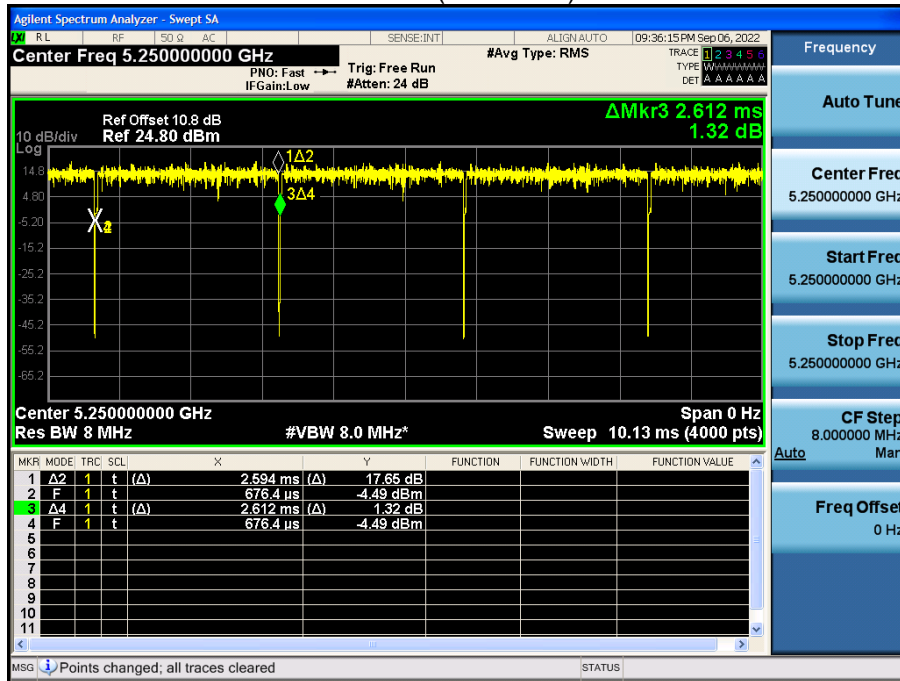 Agilent Spectrum Analyzer - Swept SA
LXI RL RF 50 Ω AC SENSE:INT ALIGN AUTO 09:36:15 PM Sep 06, 2022
Center Freq 5.250000000 GHz #Avg Type: RMS TRACE 1 2 3 4 5 6
PNO: Fast Trig: Free Run TYPE
IFGain:Low #Atten: 24 dB DET A A A A A A
ΔMkr3 2.612 ms
1.32 dB
Ref Offset 10.8 dB
10 dB/div Ref 24.80 dBm
Log
1Δ2
14.8
3Δ4
4.80
-5.20
-15.2
-25.2
-35.2
-45.2
-55.2
-65.2
Center 5.250000000 GHz Span 0 Hz
Res BW 8 MHz #VBW 8.0 MHz* Sweep 10.13 ms (4000 pts)
MKR MODE TRC SCL X Y FUNCTION FUNCTION WIDTH FUNCTION VALUE
1 Δ2 1 t (Δ) 2.594 ms (Δ) 17.65 dB
2 F 1 t 676.4 µs -4.49 dBm
3 Δ4 1 t (Δ) 2.612 ms (Δ) 1.32 dB
4 F 1 t 676.4 µs -4.49 dBm
5
6
7
8
9
10
11
MSG Points changed; all traces cleared STATUS
Frequency
Auto Tune
Center Freq
5.250000000 GHz
Start Freq
5.250000000 GHz
Stop Freq
5.250000000 GHz
CF Step
8.000000 MHz
Auto Man
Freq Offset
0 Hz